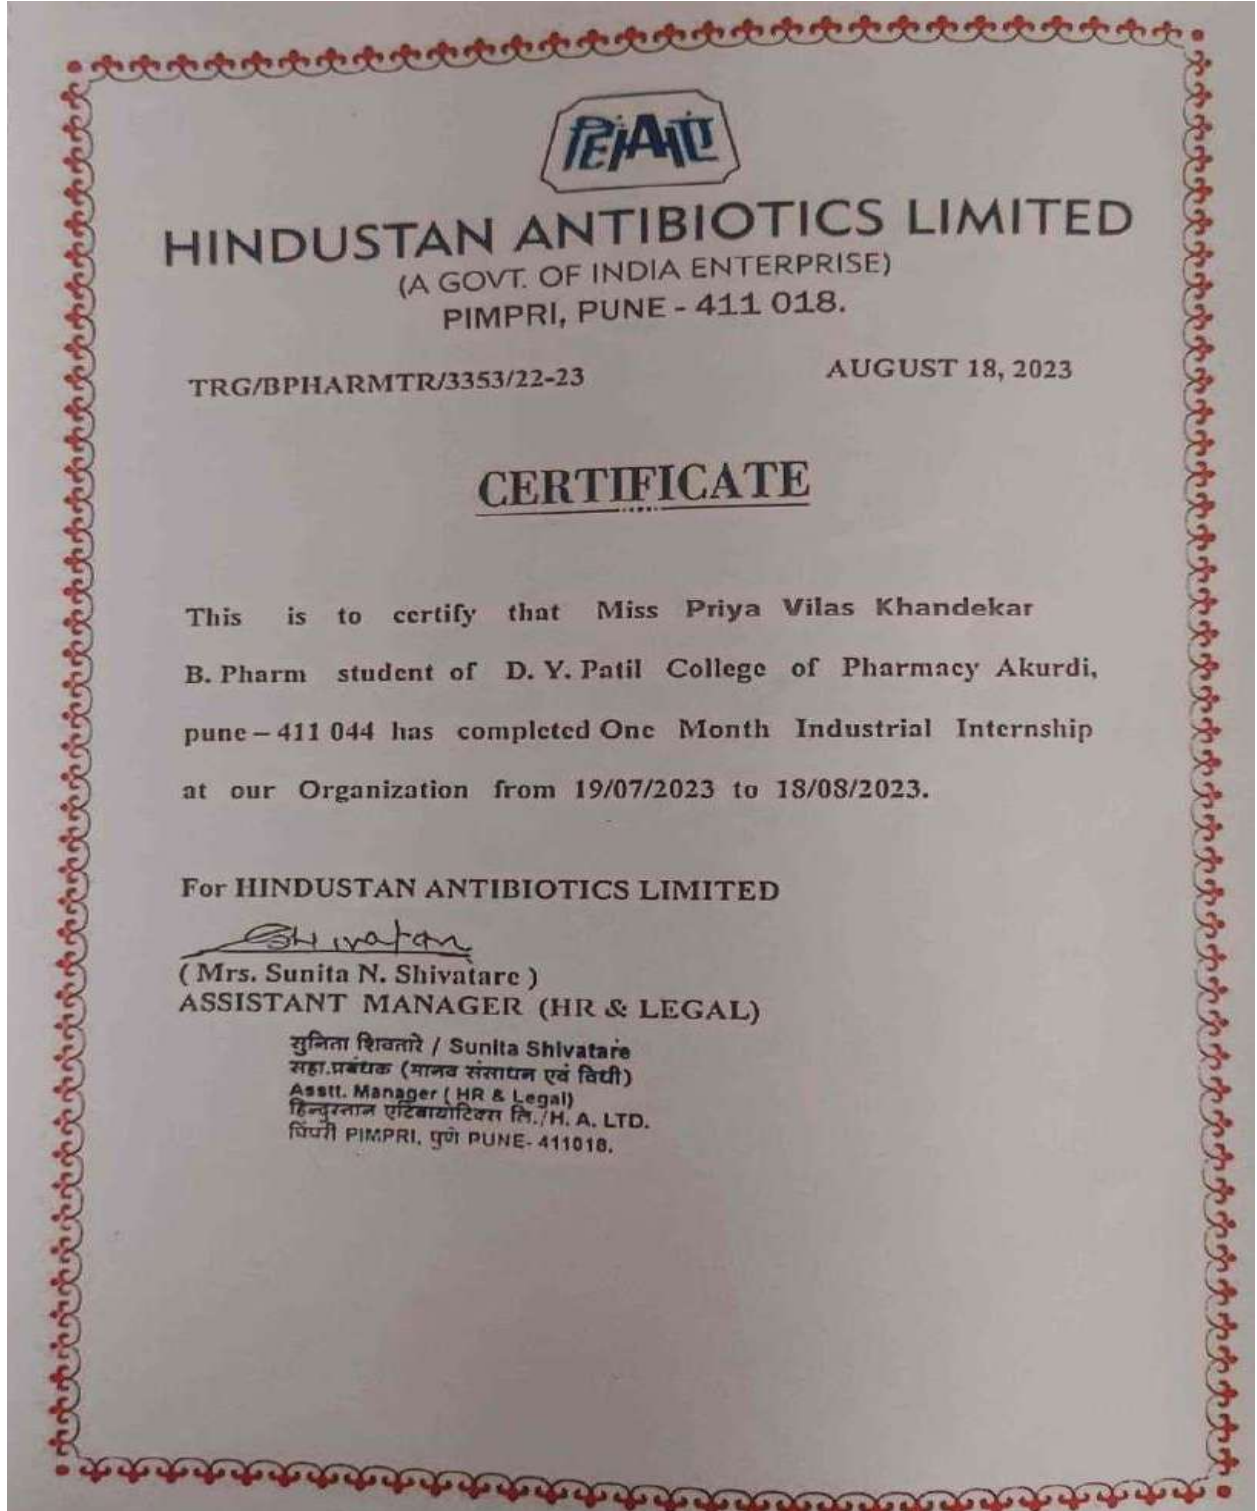 HINDUSTAN ANTIBIOTICS LIMITED
(A GOVT. OF INDIA ENTERPRISE)
PIMPRI, PUNE - 411 018.
TRG/BPHARMTR/3353/22-23 AUGUST 18, 2023
CERTIFICATE
This is to certify that Miss Priya Vilas Khandekar
B. Pharm student of D. Y. Patil College of Pharmacy Akurdi,
pune – 411 044 has completed One Month Industrial Internship
at our Organization from 19/07/2023 to 18/08/2023.
For HINDUSTAN ANTIBIOTICS LIMITED
( Mrs. Sunita N. Shivatare )
ASSISTANT MANAGER (HR & LEGAL)
सुनिता शिवतारे / Sunita Shivatare
सहा.प्रबंधक (मानव संसाधन एवं विधी)
Asstt. Manager ( HR & Legal)
हिन्दुस्तान एंटिबायोटिक्स लि./H. A. LTD.
पिंपरी PIMPRI, पुणे PUNE- 411018.